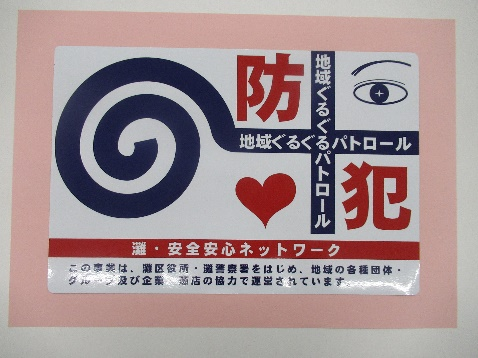 防犯
地域ぐるぐるパトロール
地域ぐるぐるパトロール
灘・安全安心ネットワーク
この事業は、灘区役所・灘警察署をはじめ、地域の各種団体・
グループ及び企業、商店の協力で運営されています。